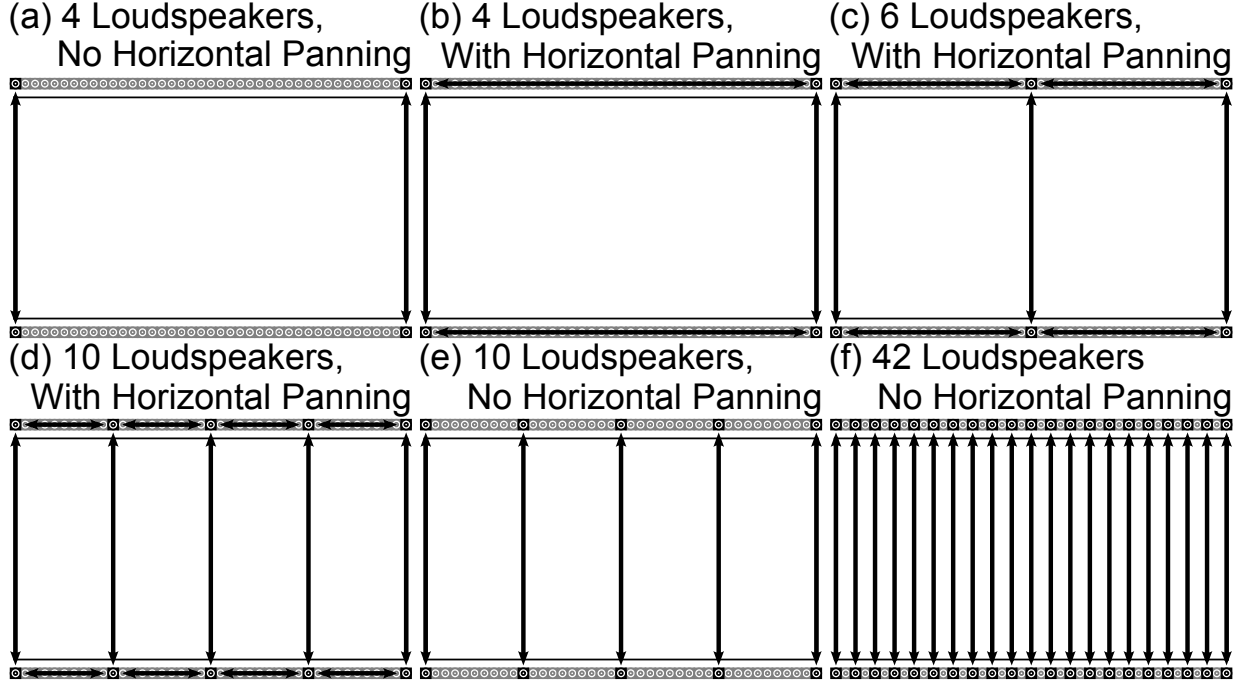 (a) 4 Loudspeakers,
No Horizontal Panning
(b) 4 Loudspeakers,
With Horizontal Panning
(c) 6 Loudspeakers,
With Horizontal Panning
(d) 10 Loudspeakers,
With Horizontal Panning
(e) 10 Loudspeakers,
No Horizontal Panning
(f) 42 Loudspeakers
No Horizontal Panning